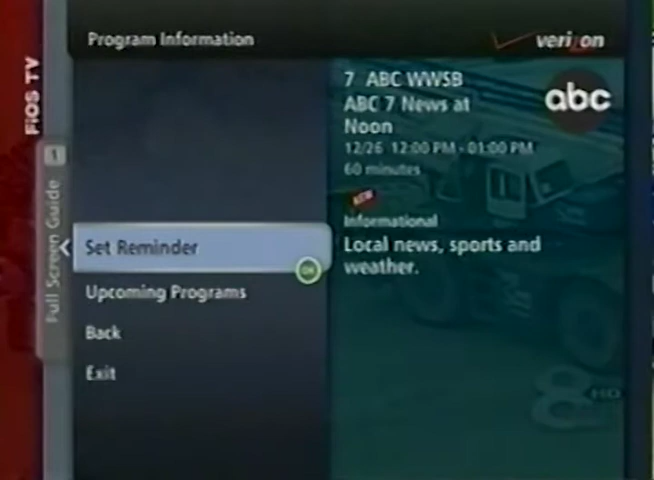 Program Information
verizon
FiOS TV
1
Full Screen Guide
7 ABC WWSB
ABC 7 News at
Noon
12/26 12:00 PM - 01:00 PM
60 minutes
NEW
Informational
Local news, sports and
weather.
abc
Set Reminder
OK
Upcoming Programs
Back
Exit
8 HD